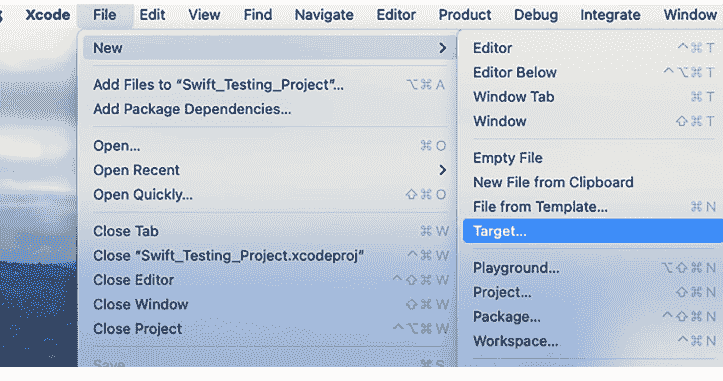 Xcode File Edit View Find Navigate Editor Product Debug Integrate Window
New >
Add Files to “Swift_Testing_Project”... ⌥⌘A
Add Package Dependencies...
Open... ⌘O
Open Recent >
Open Quickly... ⇧⌘O
Close Tab ⌘W
Close “Swift_Testing_Project.xcodeproj” ^⌘W
Close Editor ^⇧⌘W
Close Window ⇧⌘W
Close Project ^⌥⌘W
Save ⌘S
Editor ^⌘T
Editor Below ^⌥⌘T
Window Tab ⌘T
Window ⇧⌘T
Empty File
New File from Clipboard
File from Template... ⌘N
Target...
Playground... ⌥⇧⌘N
Project... ⇧⌘N
Package... ^⇧⌘N
Workspace... ^⌘N